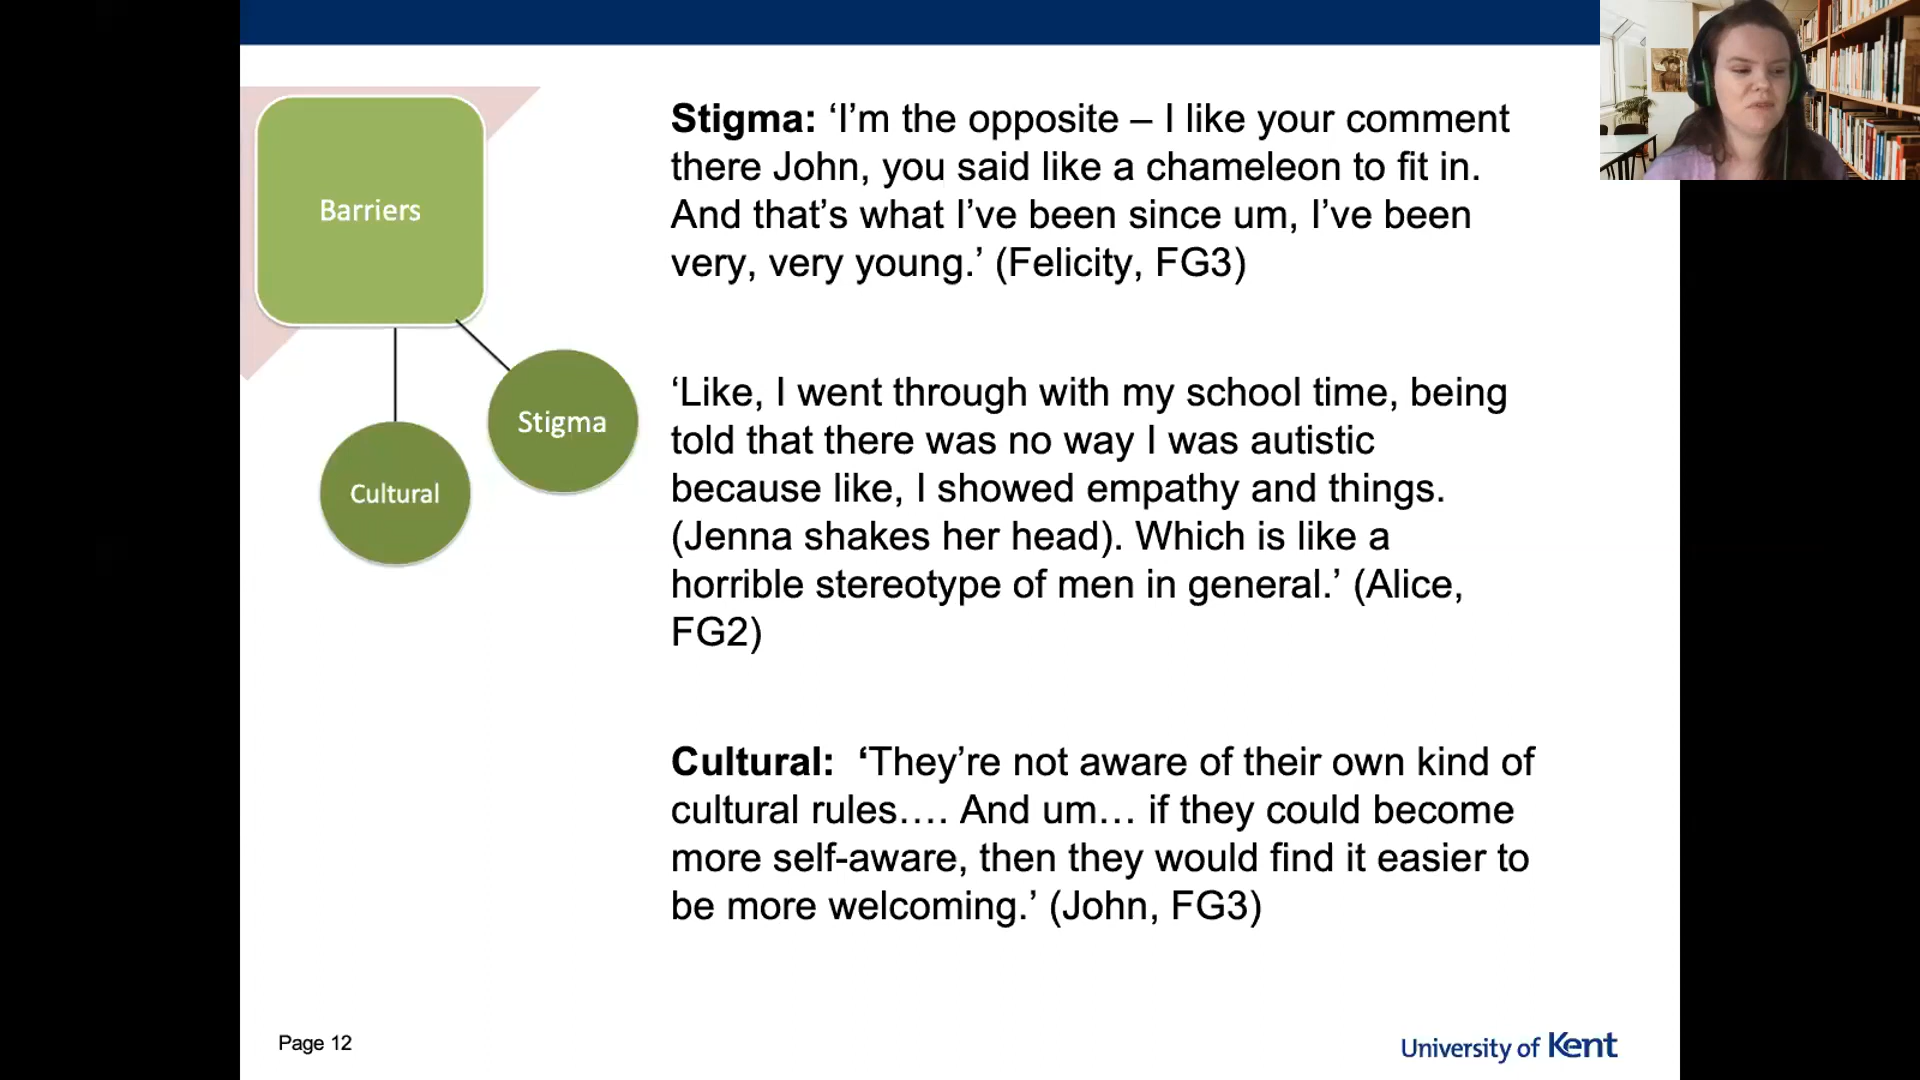 Barriers
Stigma
Cultural
Stigma: ‘I’m the opposite – I like your comment
there John, you said like a chameleon to fit in.
And that’s what I’ve been since um, I’ve been
very, very young.’ (Felicity, FG3)
‘Like, I went through with my school time, being
told that there was no way I was autistic
because like, I showed empathy and things.
(Jenna shakes her head). Which is like a
horrible stereotype of men in general.’ (Alice,
FG2)
Cultural:  ‘They’re not aware of their own kind of
cultural rules…. And um… if they could become
more self-aware, then they would find it easier to
be more welcoming.’ (John, FG3)
Page 12
University of Kent